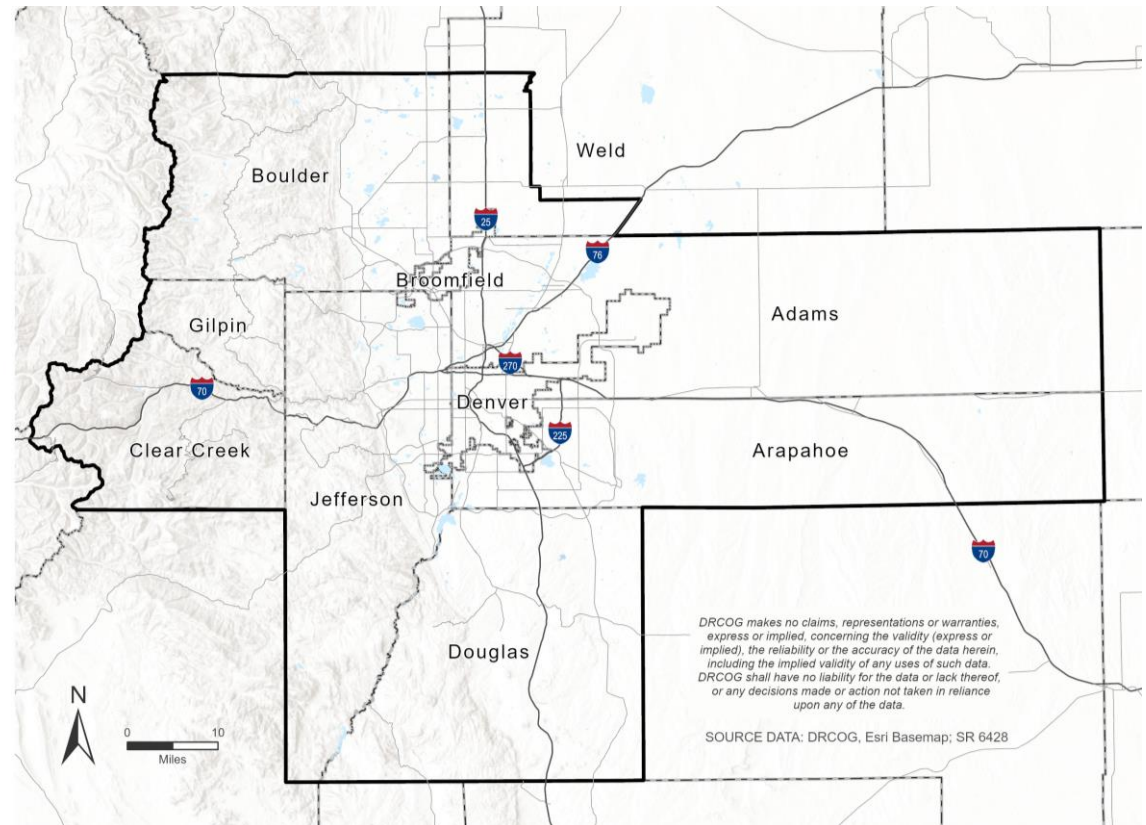 Weld
Boulder
25
76
Broomfield
Adams
Gilpin
270
70
Denver
225
Clear Creek
Arapahoe
Jefferson
70
DRCOG makes no claims, representations or warranties,
express or implied, concerning the validity (express or
implied), the reliability or the accuracy of the data herein,
including the implied validity of any uses of such data.
DRCOG shall have no liability for the data or lack thereof,
or any decisions made or action not taken in reliance
upon any of the data.
Douglas
N
0 10
Miles
SOURCE DATA: DRCOG, Esri Basemap; SR 6428